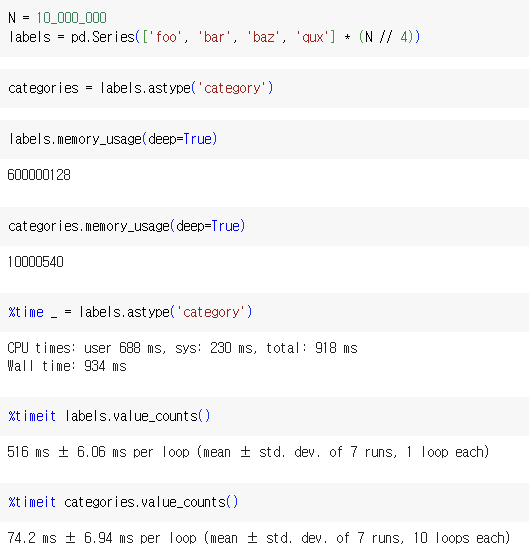 N = 10_000_000
labels = pd.Series(['foo', 'bar', 'baz', 'qux'] * (N // 4))
categories = labels.astype('category')
labels.memory_usage(deep=True)
600000128
categories.memory_usage(deep=True)
10000540
%time _ = labels.astype('category')
CPU times: user 688 ms, sys: 230 ms, total: 918 ms
Wall time: 934 ms
%timeit labels.value_counts()
516 ms ± 6.06 ms per loop (mean ± std. dev. of 7 runs, 1 loop each)
%timeit categories.value_counts()
74.2 ms ± 6.94 ms per loop (mean ± std. dev. of 7 runs, 10 loops each)